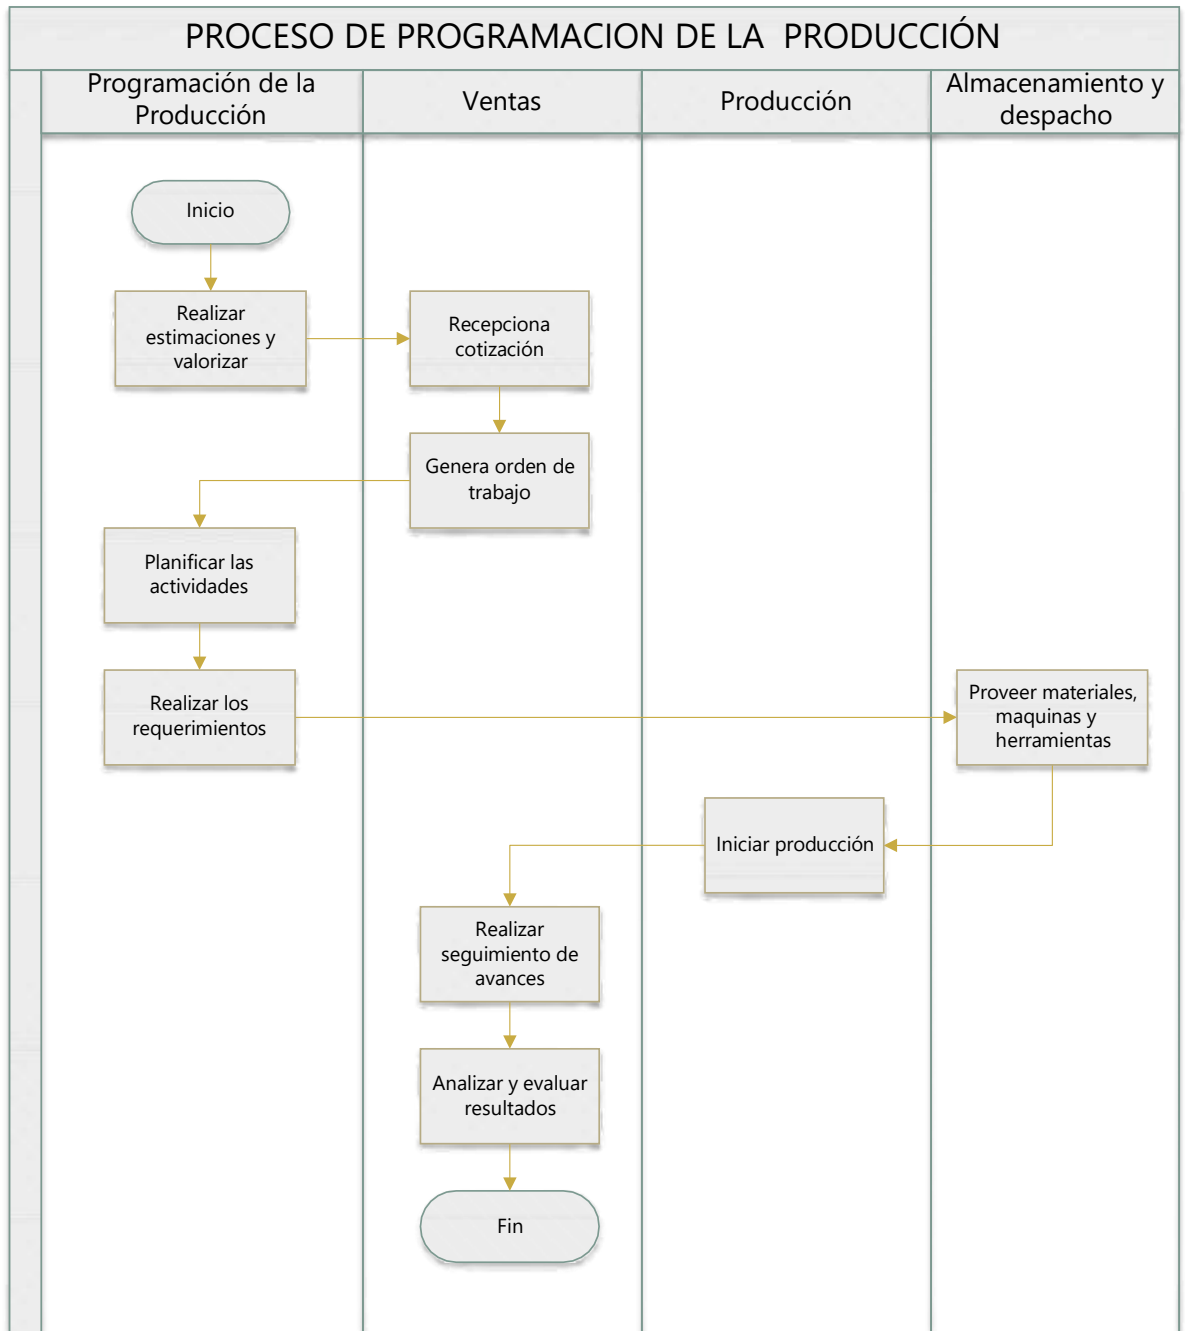 PROCESO DE PROGRAMACION DE LA PRODUCCIÓN
Programación de la
Producción
Ventas
Producción
Almacenamiento y
despacho
Inicio
Realizar
estimaciones y
valorizar
Recepciona
cotización
Genera orden de
trabajo
Planificar las
actividades
Realizar los
requerimientos
Proveer materiales,
maquinas y
herramientas
Iniciar producción
Realizar
seguimiento de
avances
Analizar y evaluar
resultados
Fin